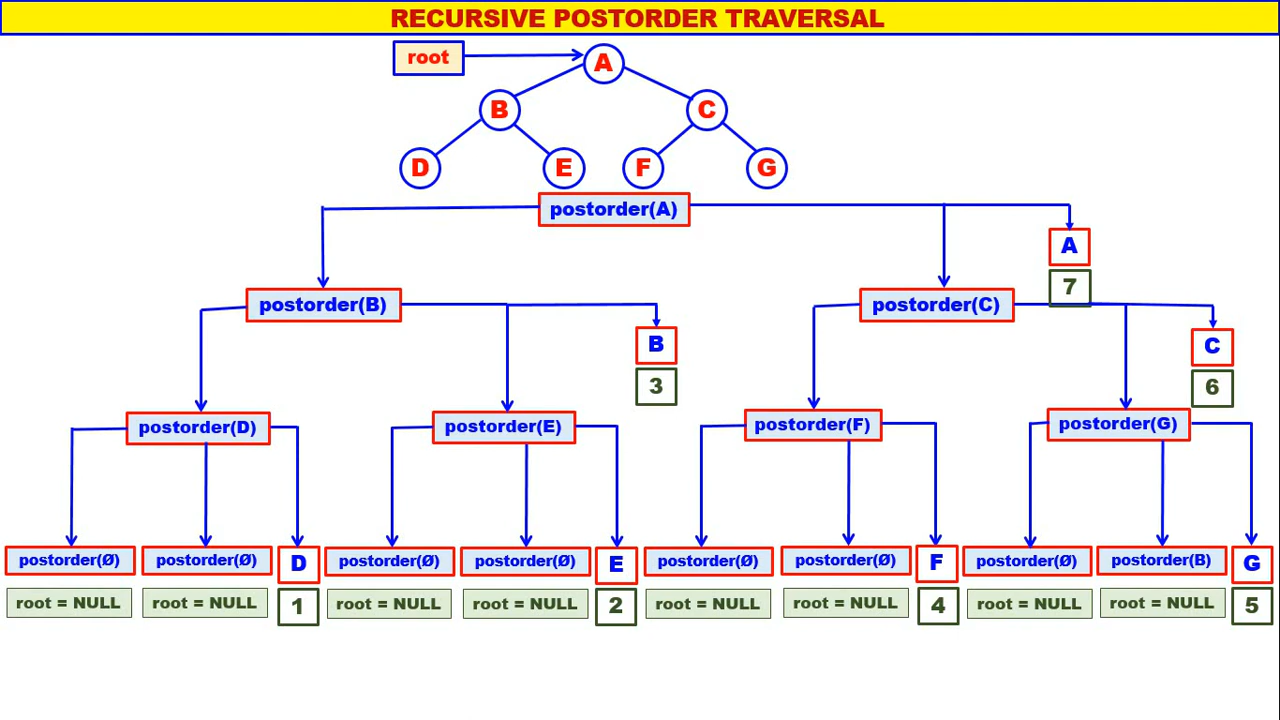 RECURSIVE POSTORDER TRAVERSAL
root
A
B C
D E F G
postorder(A)
A
7
postorder(B) postorder(C)
B C
3 6
postorder(D) postorder(E) postorder(F) postorder(G)
postorder(Ø) postorder(Ø) D postorder(Ø) postorder(Ø) E postorder(Ø) postorder(Ø) F postorder(Ø) postorder(B) G
root = NULL root = NULL 1 root = NULL root = NULL 2 root = NULL root = NULL 4 root = NULL root = NULL 5